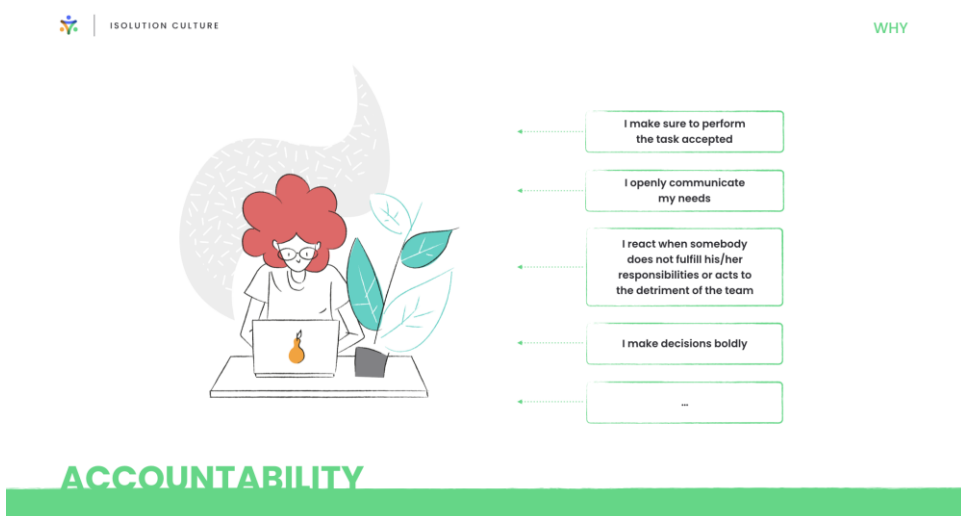 ISOLUTION CULTURE
WHY
I make sure to perform
the task accepted
I openly communicate
my needs
I react when somebody
does not fulfill his/her
responsibilities or acts to
the detriment of the team
I make decisions boldly
...
ACCOUNTABILITY